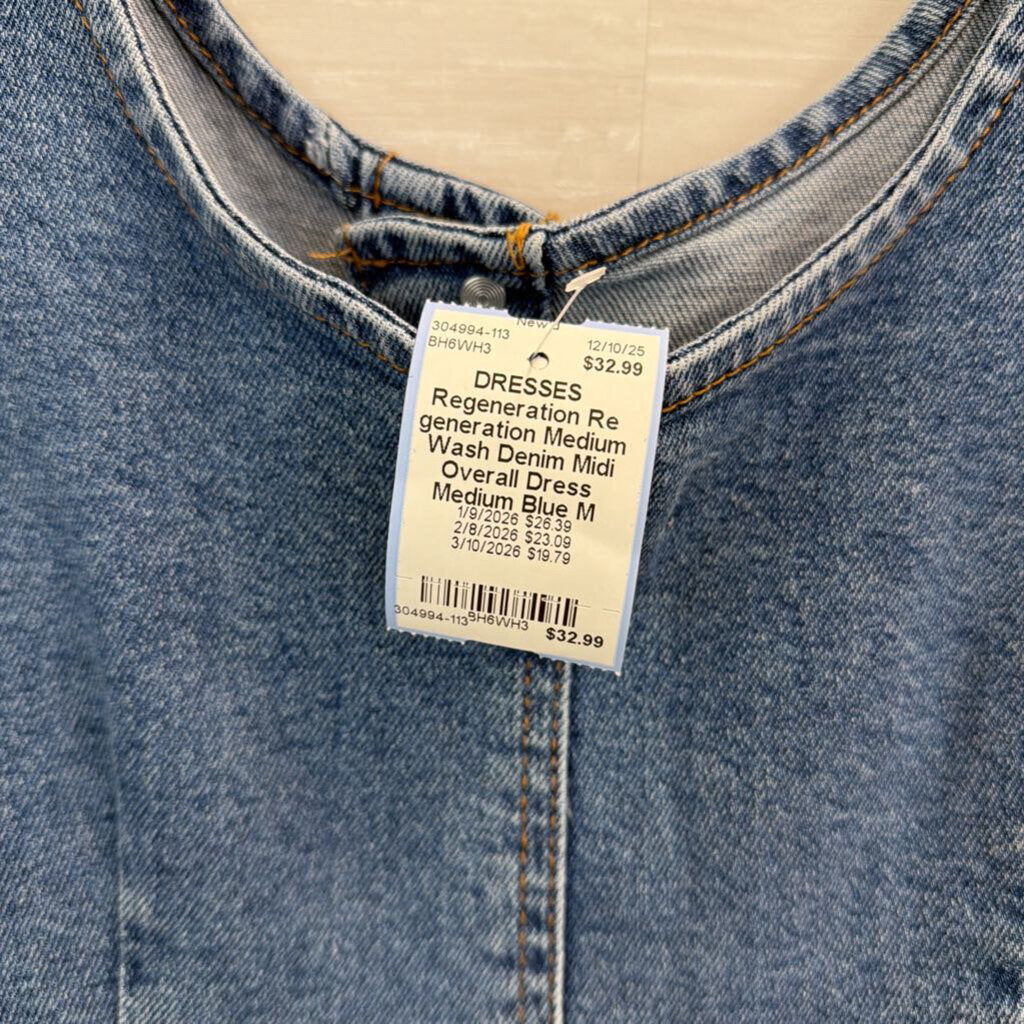 304994-113 New 12/10/25
BH6WH3 $32.99
DRESSES
Regeneration Re
generation Medium
Wash Denim Midi
Overall Dress
Medium Blue M
1/9/2026 $26.39
2/8/2026 $23.09
3/10/2026 $19.79
304994-113 BH6WH3 $32.99